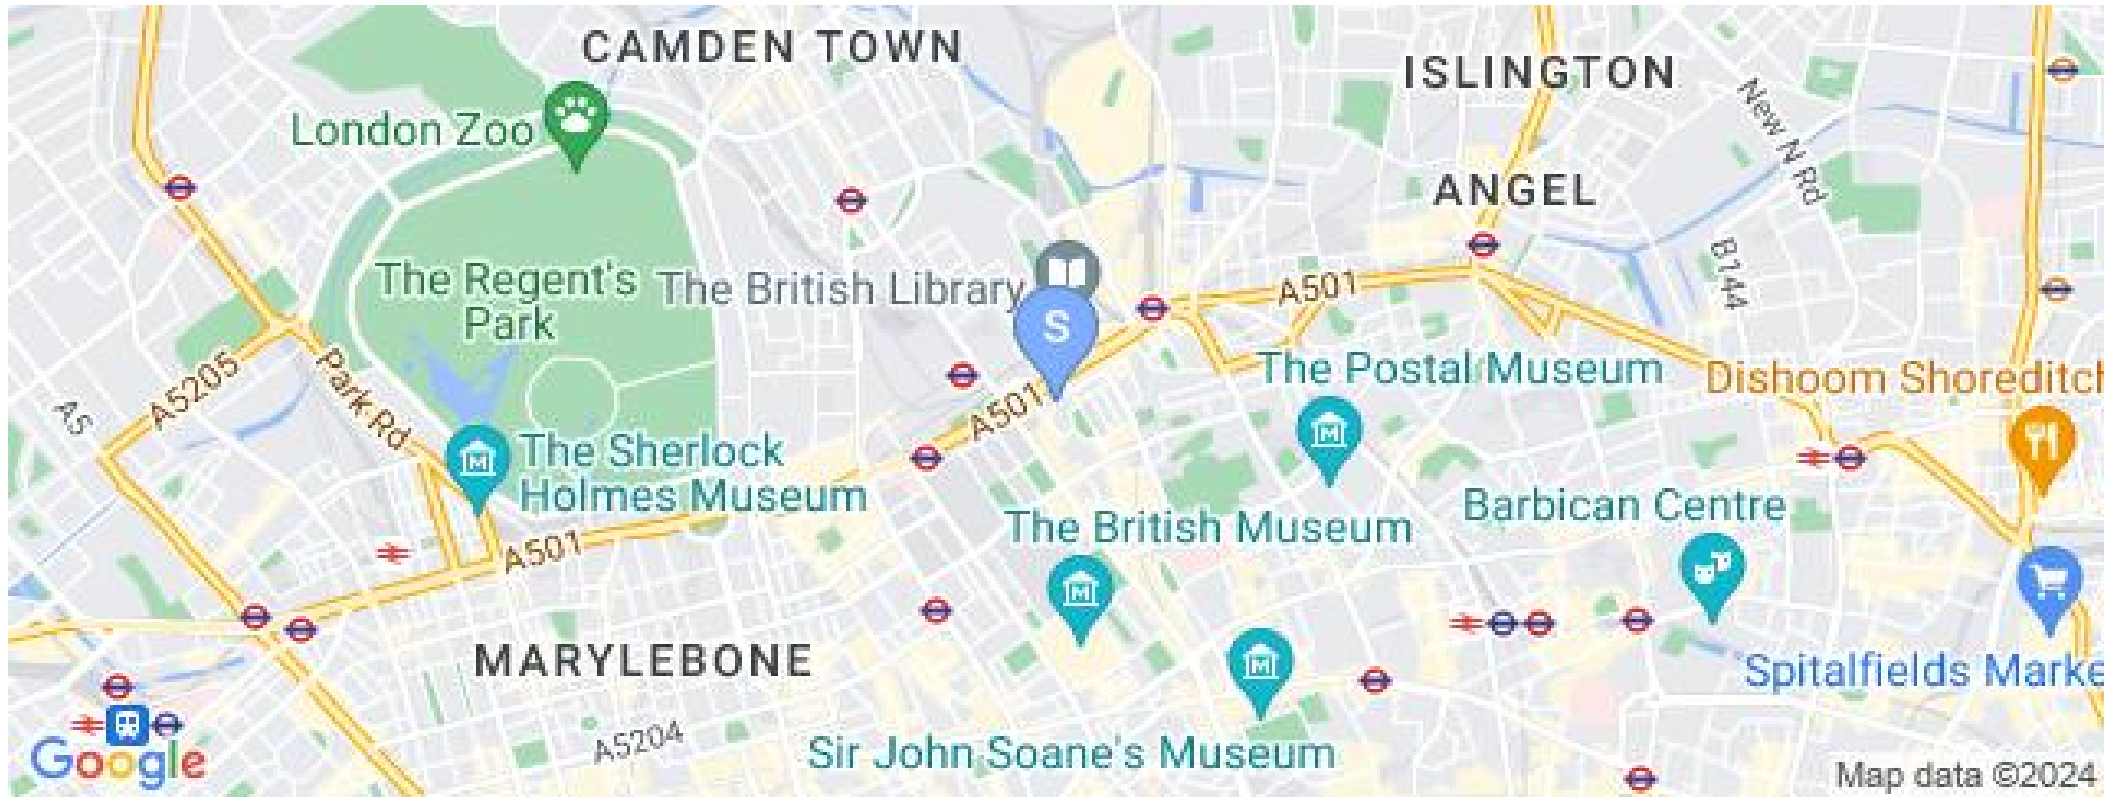 CAMDEN TOWN
ISLINGTON
London Zoo
New N Rd
ANGEL
The Regent's
Park
The British Library
S
A501
B144
A5205
Park Rd
A5
A501
The Postal Museum
Dishoom Shoreditch
The Sherlock
Holmes Museum
The British Museum
Barbican Centre
A501
MARYLEBONE
Spitalfields Marke
A5204
Sir John Soane's Museum
Google
Map data ©2024